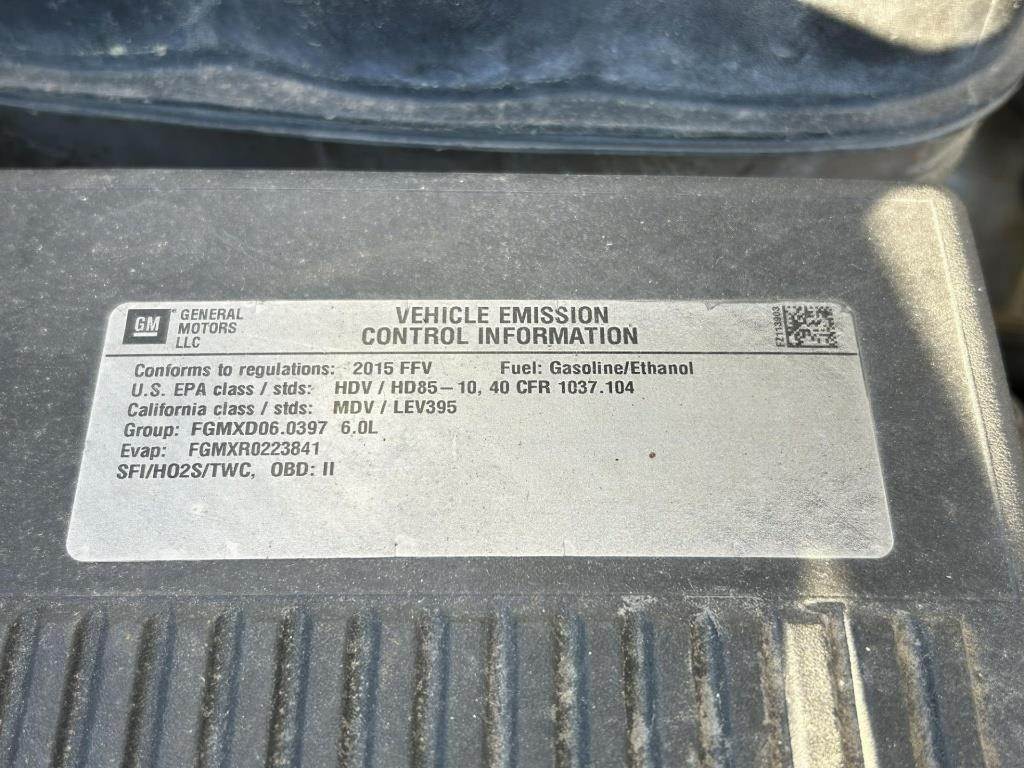 GM
GENERAL
MOTORS
LLC
VEHICLE EMISSION
CONTROL INFORMATION
FZ113903
Conforms to regulations: 2015 FFV Fuel: Gasoline/Ethanol
U.S. EPA class / stds: HDV / HD85–10, 40 CFR 1037.104
California class / stds: MDV / LEV395
Group: FGMXD06.0397 6.0L
Evap: FGMXR0223841
SFI/HO2S/TWC, OBD: II